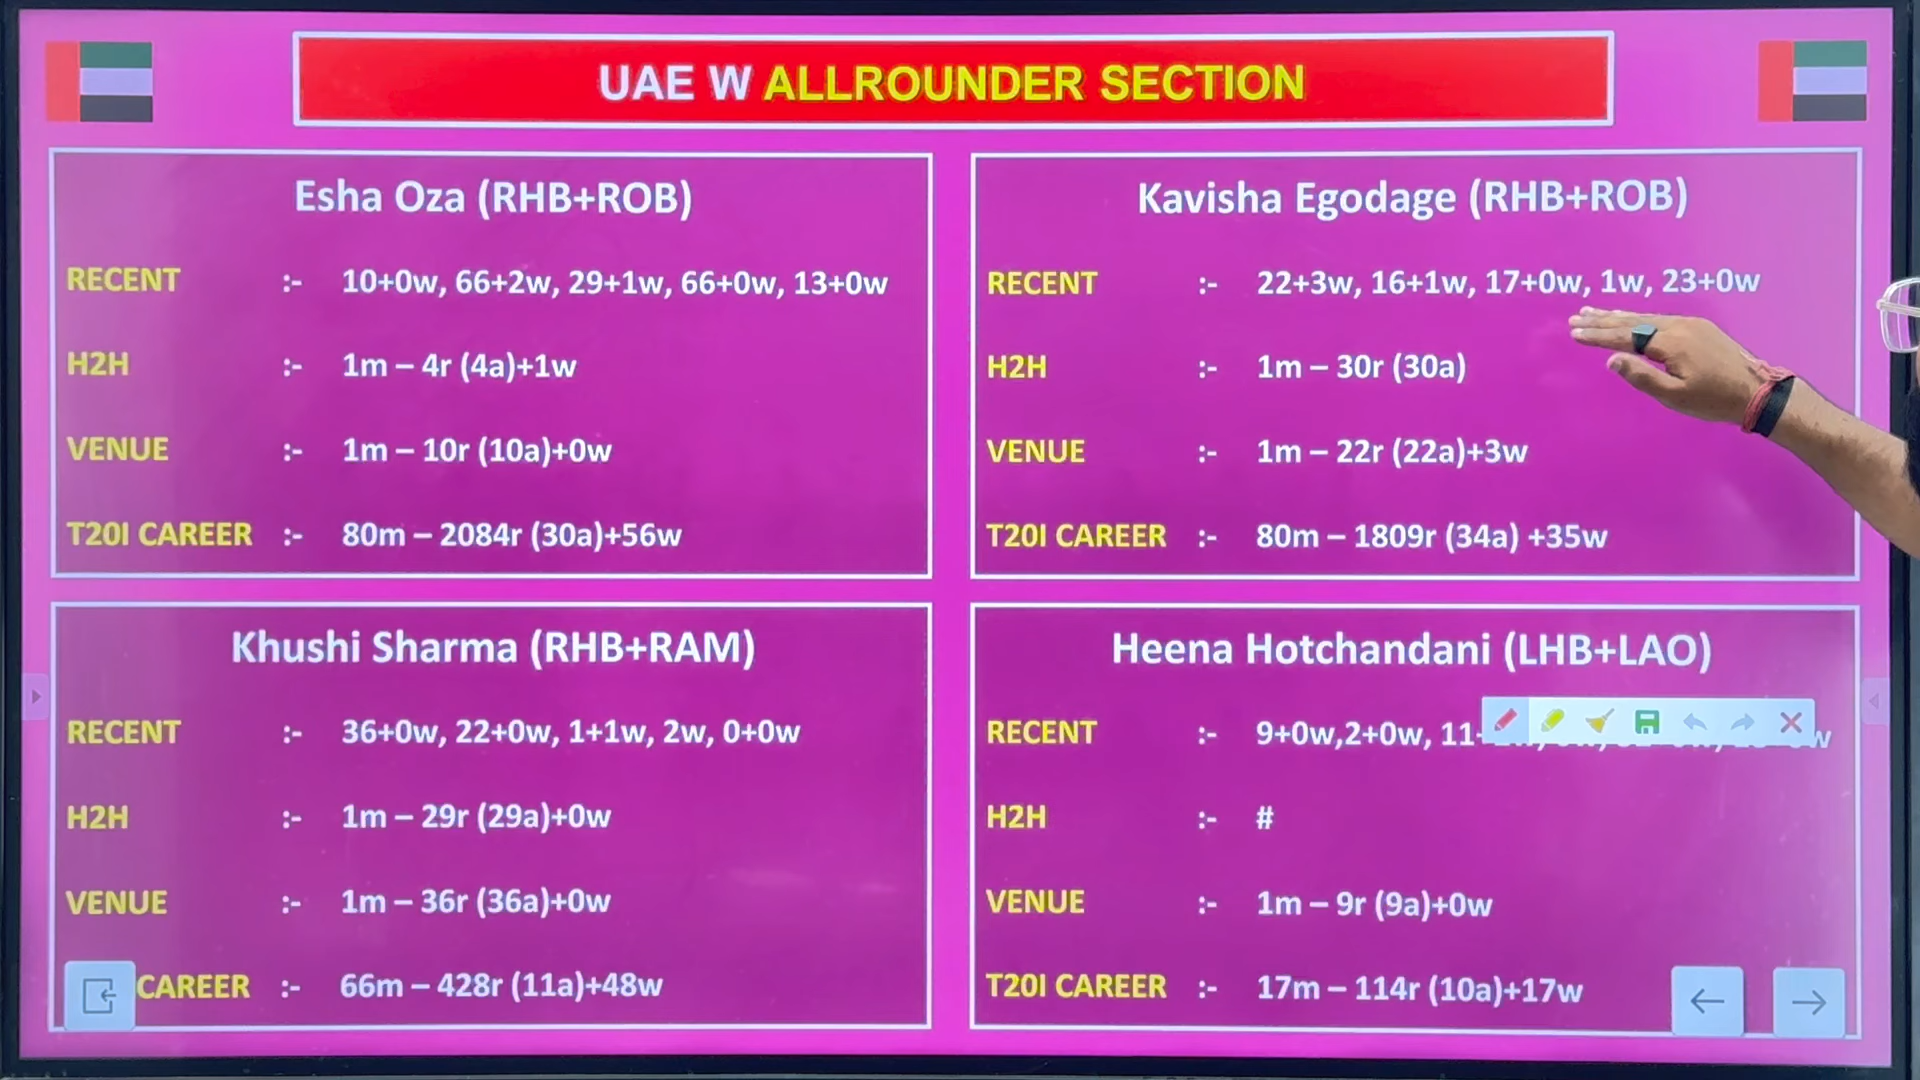 UAE W ALLROUNDER SECTION
Esha Oza (RHB+ROB)
RECENT :- 10+0w, 66+2w, 29+1w, 66+0w, 13+0w
H2H :- 1m – 4r (4a)+1w
VENUE :- 1m – 10r (10a)+0w
T20I CAREER :- 80m – 2084r (30a)+56w
Kavisha Egodage (RHB+ROB)
RECENT :- 22+3w, 16+1w, 17+0w, 1w, 23+0w
H2H :- 1m – 30r (30a)
VENUE :- 1m – 22r (22a)+3w
T20I CAREER :- 80m – 1809r (34a) +35w
Khushi Sharma (RHB+RAM)
RECENT :- 36+0w, 22+0w, 1+1w, 2w, 0+0w
H2H :- 1m – 29r (29a)+0w
VENUE :- 1m – 36r (36a)+0w
CAREER :- 66m – 428r (11a)+48w
Heena Hotchandani (LHB+LAO)
RECENT :- 9+0w,2+0w, 11+
H2H :- #
VENUE :- 1m – 9r (9a)+0w
T20I CAREER :- 17m – 114r (10a)+17w